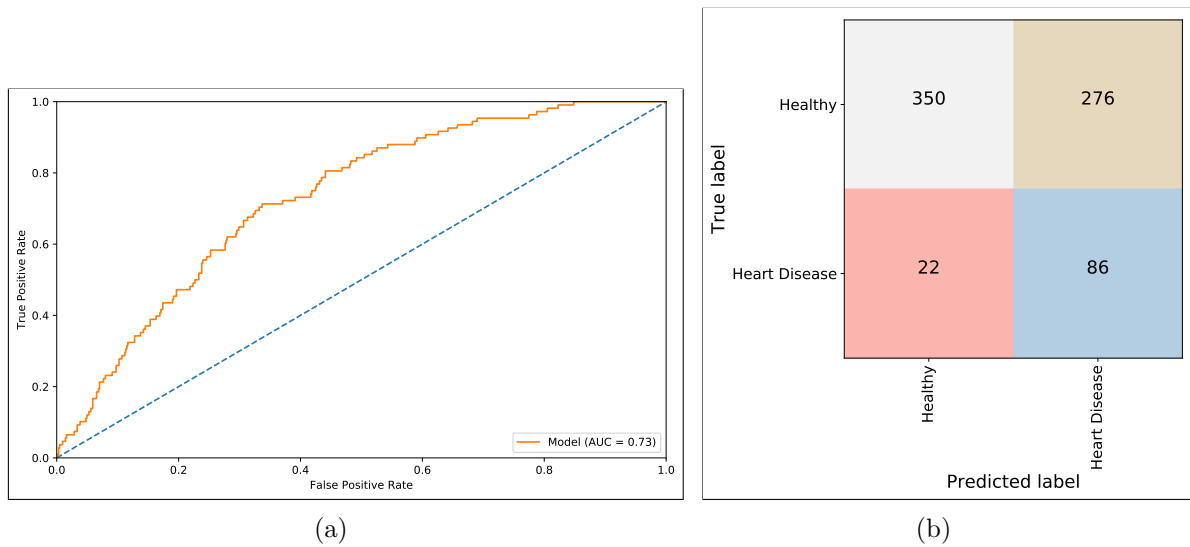 1.0
0.8
0.6
0.4
0.2
0.0
True Positive Rate
0.0 0.2 0.4 0.6 0.8 1.0
False Positive Rate
Model (AUC = 0.73)
(a)
True label
Healthy
350 276
Heart Disease
22 86
Healthy
Heart Disease
Predicted label
(b)